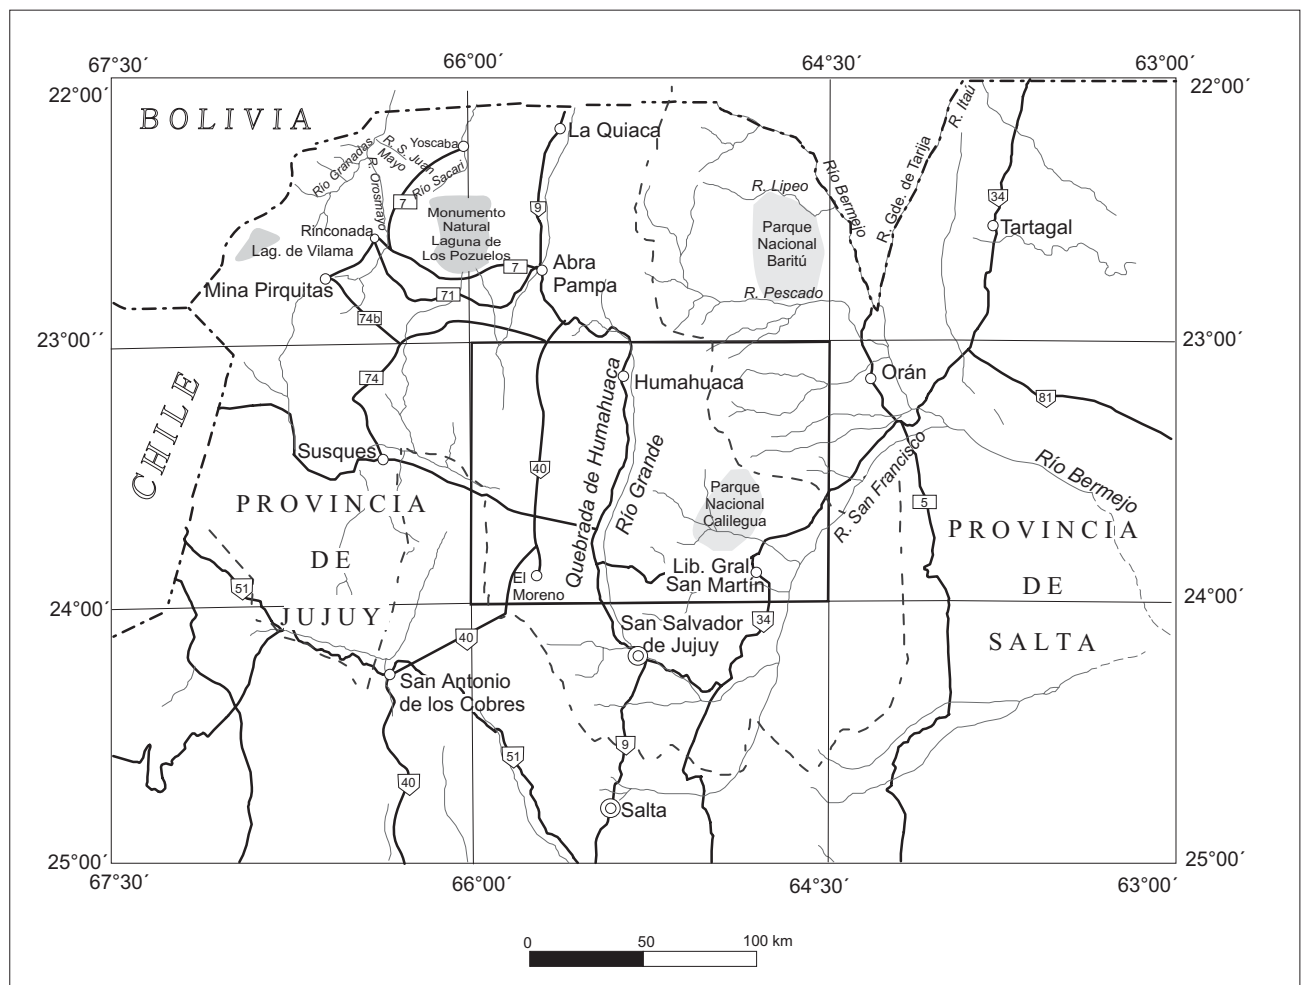 67°30´
66°00´
64°30´
63°00´
22°00´
22°00´
BOLIVIA
La Quiaca
Yoscaba
R. S. Juan
Mayo
Río Granadas
R. Orosmayo
Río Sacari
7
9
Monumento
Natural
Laguna de
Los Pozuelos
Rinconada
Lag. de Vilama
7
Abra
Pampa
Mina Pirquitas
71
74b
R. Lipeo
Río Bermejo
R. Gde. de Tarija
R. Itaú
34
Tartagal
Parque
Nacional
Baritú
R. Pescado
23°00´´
23°00´
CHILE
74
Humahuaca
Orán
81
Susques
40
Quebrada de Humahuaca
Río Grande
Parque
Nacional
Calilegua
R. San Francisco
Río Bermejo
5
PROVINCIA
DE
JUJUY
PROVINCIA
DE
SALTA
51
El
Moreno
Lib. Gral
San Martín
24°00´
24°00´
40
San Salvador
de Jujuy
34
San Antonio
de los Cobres
51
9
40
Salta
25°00´
25°00´
67°30´
66°00´
64°30´
63°00´
0
50
100 km